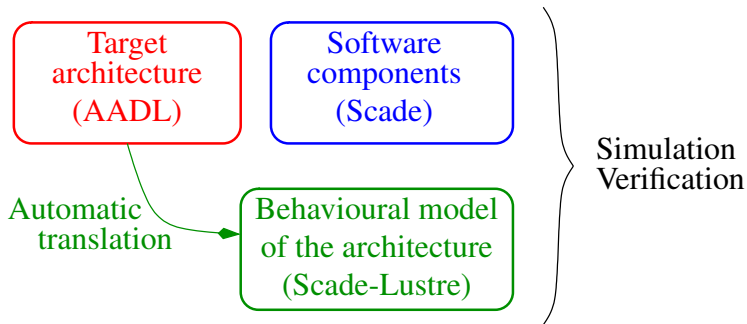 Target
architecture
(AADL)
Software
components
(Scade)
Simulation
Verification
Automatic
translation
Behavioural model
of the architecture
(Scade-Lustre)